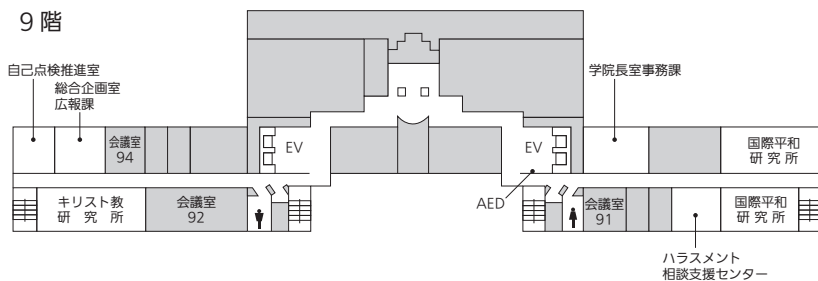 9階
自己点検推進室
総合企画室
広報課
学院長室事務課
会議室
94
EV
EV
国際平和
研 究 所
キリスト教
研　究　所
会議室
92
AED
会議室
91
国際平和
研 究 所
ハラスメント
相談支援センター